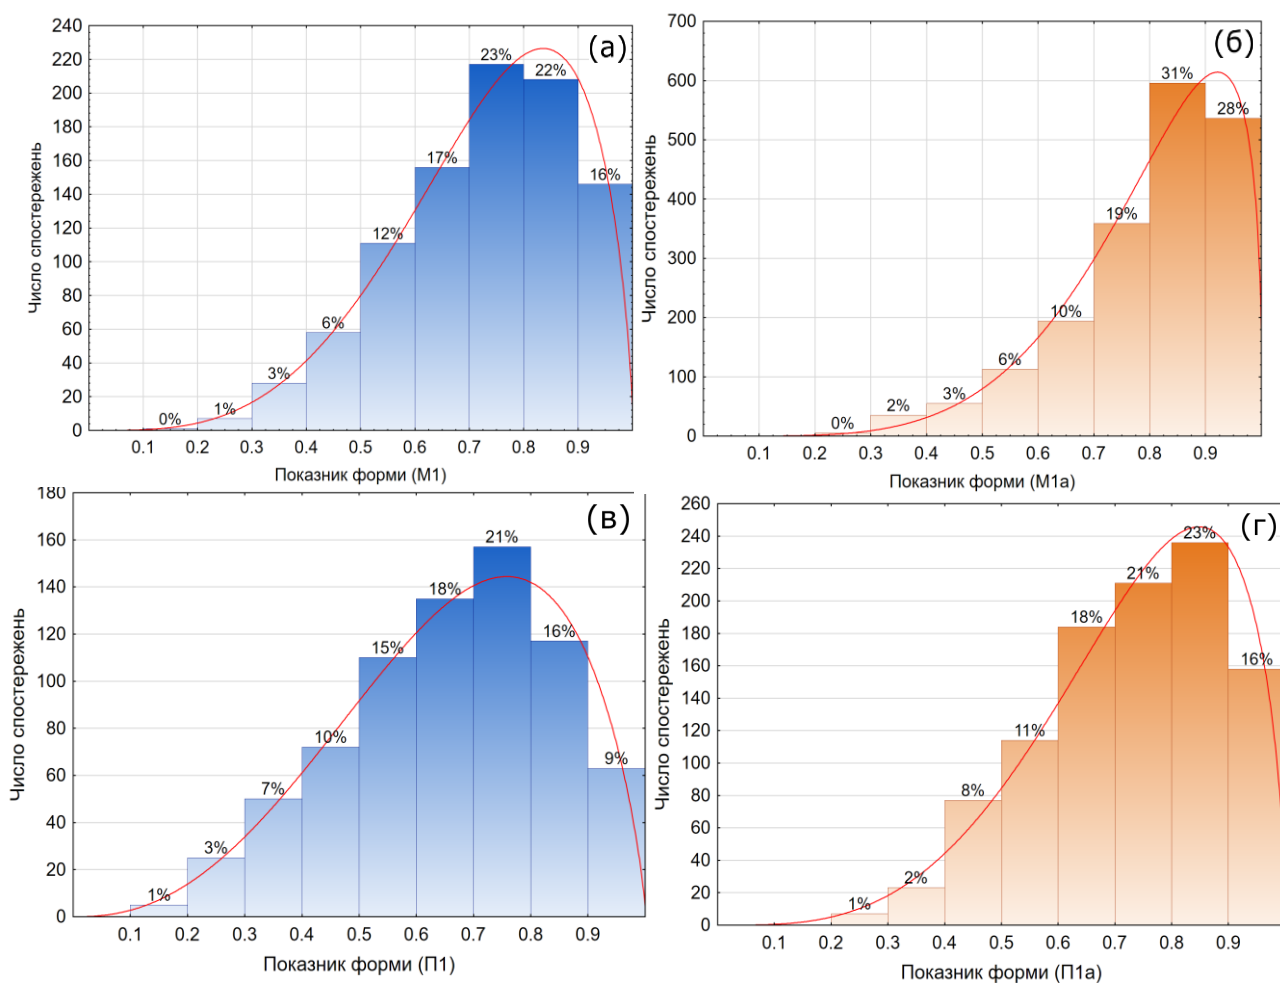 (а)
Число спостережень
240
220
200
180
160
140
120
100
80
60
40
20
0
0% 1% 3% 6% 12% 17% 23% 22% 16%
0.1 0.2 0.3 0.4 0.5 0.6 0.7 0.8 0.9
Показник форми (М1)
(б)
Число спостережень
700
600
500
400
300
200
100
0
0% 2% 3% 6% 10% 19% 31% 28%
0.1 0.2 0.3 0.4 0.5 0.6 0.7 0.8 0.9
Показник форми (М1а)
(в)
Число спостережень
180
160
140
120
100
80
60
40
20
0
1% 3% 7% 10% 15% 18% 21% 16% 9%
0.1 0.2 0.3 0.4 0.5 0.6 0.7 0.8 0.9
Показник форми (П1)
(г)
Число спостережень
260
240
220
200
180
160
140
120
100
80
60
40
20
0
1% 2% 8% 11% 18% 21% 23% 16%
0.1 0.2 0.3 0.4 0.5 0.6 0.7 0.8 0.9
Показник форми (П1а)